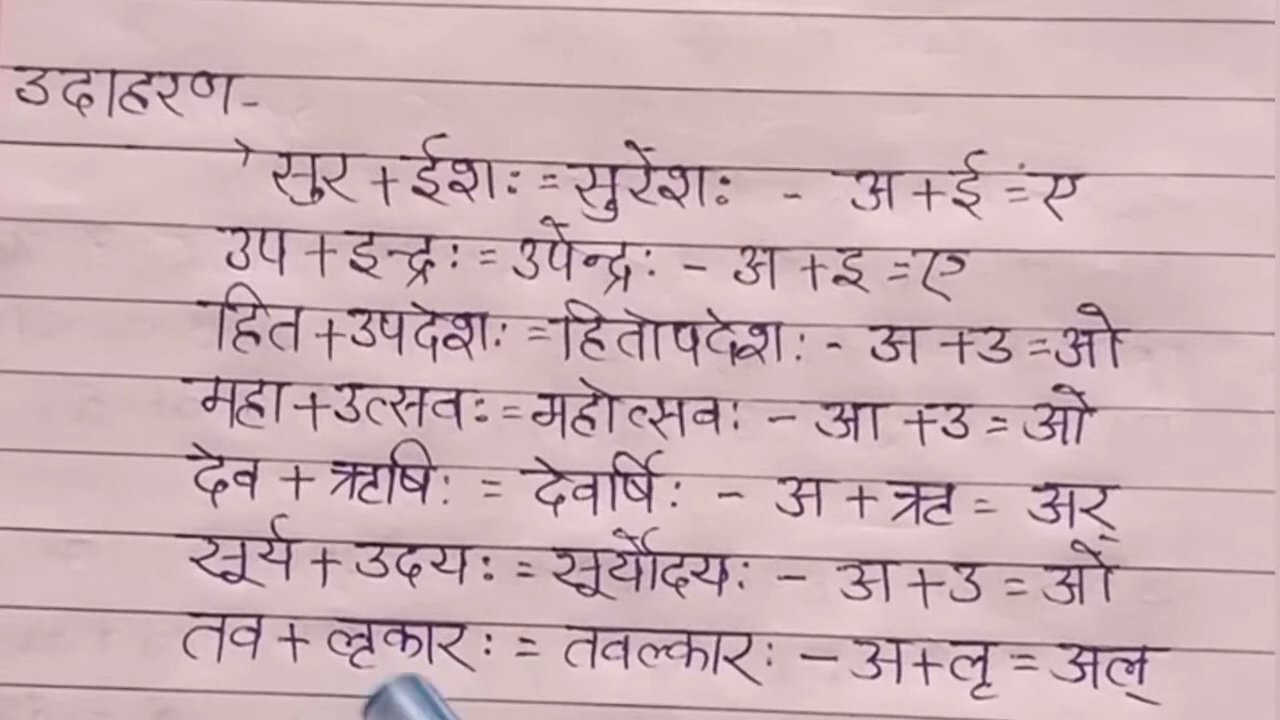 उदाहरण-
→ सुर + ईशः = सुरेशः - अ + ई = ए
उप + इन्द्रः = उपेन्द्रः - अ + इ = ए
हित + उपदेशः = हितोपदेशः - अ + उ = ओ
महा + उत्सवः = महोत्सवः - आ + उ = ओ
देव + ऋषिः = देवर्षिः - अ + ऋ = अर्
सूर्य + उदयः = सूर्योदयः - अ + उ = ओ
तव + लृकारः = तवल्कारः - अ + लृ = अल्